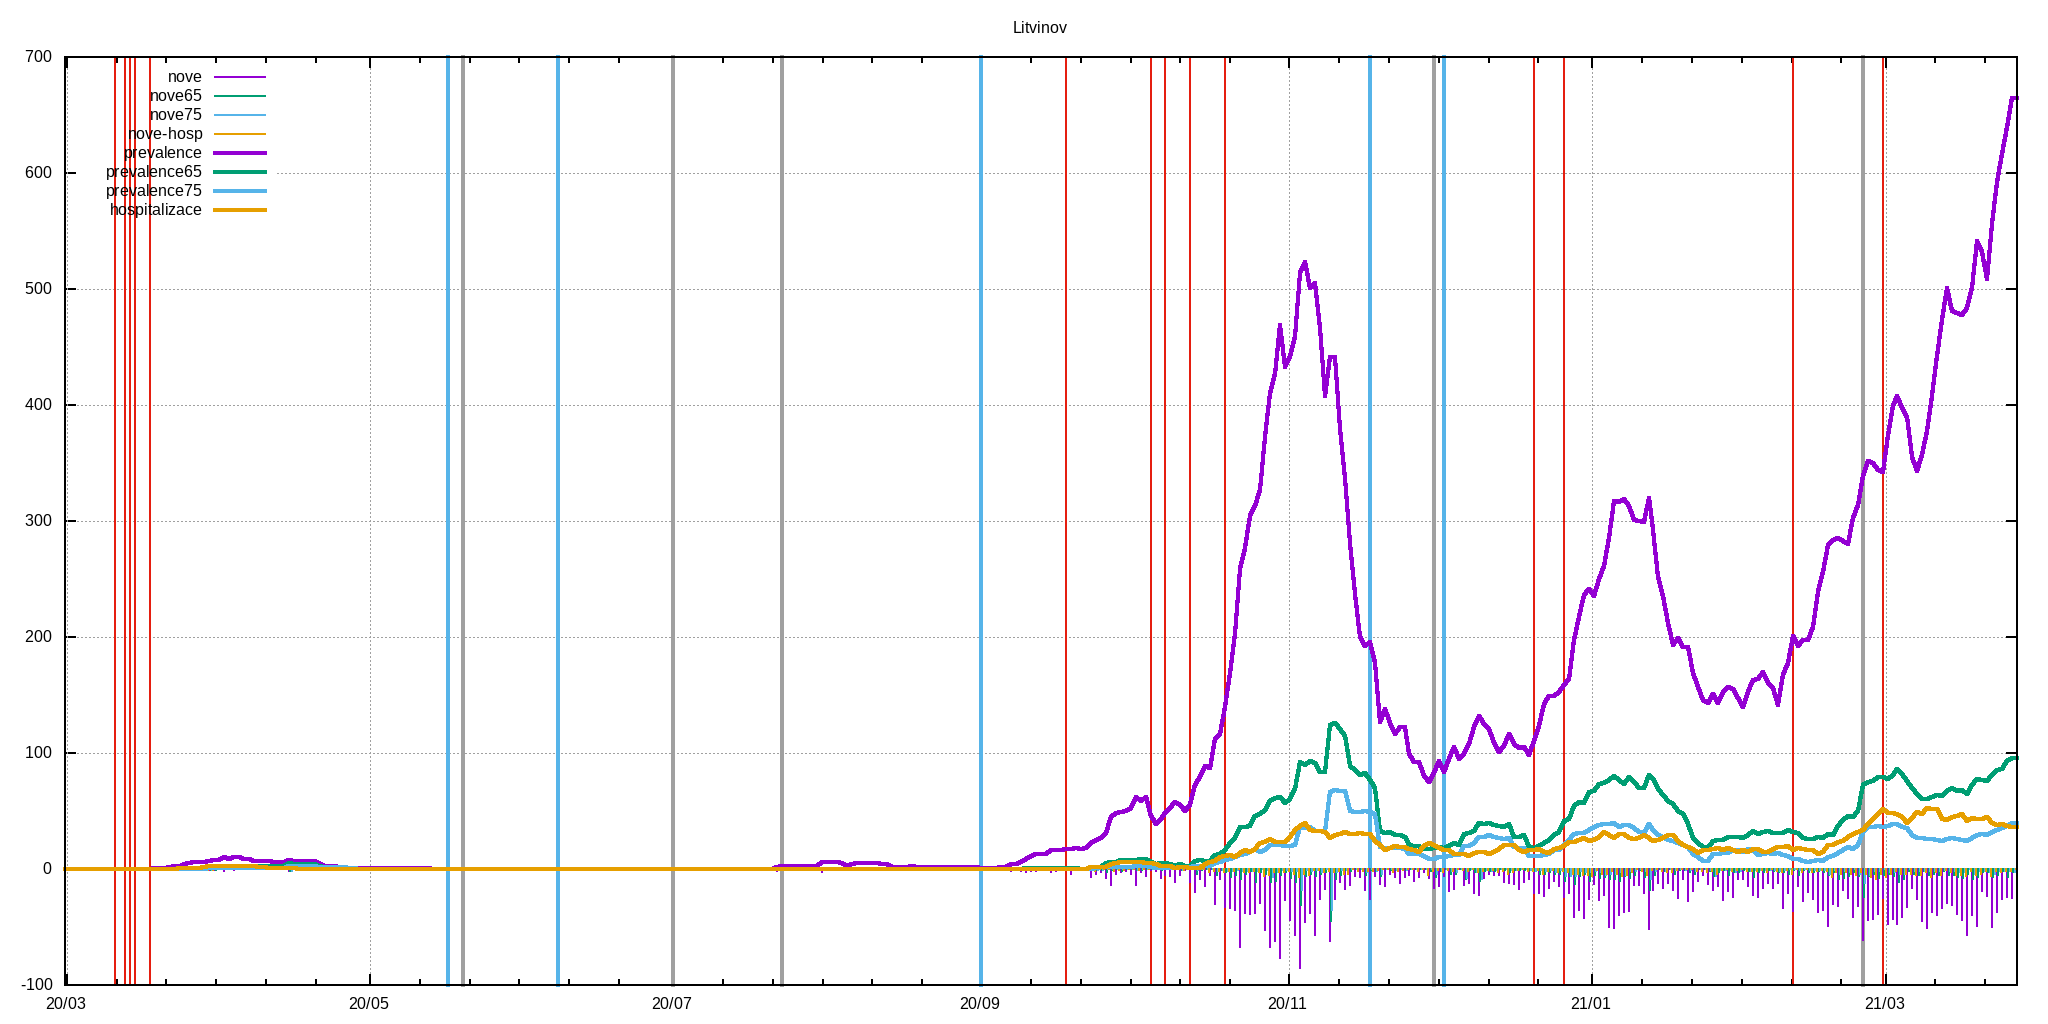 Litvinov
700
nove
nove65
nove75
nove-hosp
prevalence
prevalence65
prevalence75
hospitalizace
600
500
400
300
200
100
0
-100
20/03 20/05 20/07 20/09 20/11 21/01 21/03